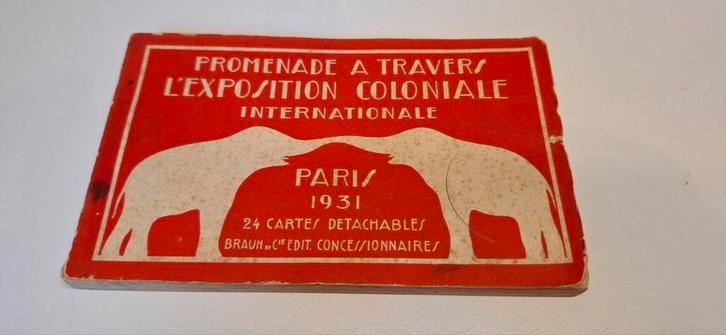 PROMENADE A TRAVERS
L'EXPOSITION COLONIALE
INTERNATIONALE
PARIS
1931
24 CARTES DETACHABLES
BRAUN & CIE EDIT. CONCESSIONNAIRES